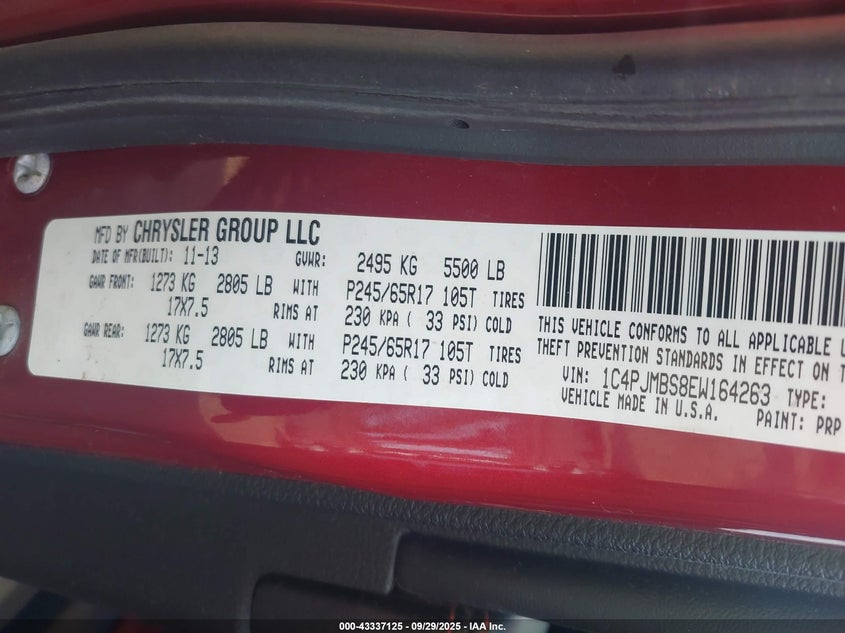 MFD BY CHRYSLER GROUP LLC
DATE OF MFR(BUILT): 11-13 GVWR: 2495 KG 5500 LB
GAWR FRONT: 1273 KG 2805 LB WITH P245/65R17 105T TIRES
17X7.5 RIMS AT 230 KPA ( 33 PSI) COLD
GAWR REAR: 1273 KG 2805 LB WITH P245/65R17 105T TIRES
17X7.5 RIMS AT 230 KPA ( 33 PSI) COLD
THIS VEHICLE CONFORMS TO ALL APPLICABLE
THEFT PREVENTION STANDARDS IN EFFECT ON
VIN: 1C4PJMBS8EW164263 TYPE:
VEHICLE MADE IN U.S.A. PAINT: PRP
000-43337125 - 09/29/2025 - IAA Inc.